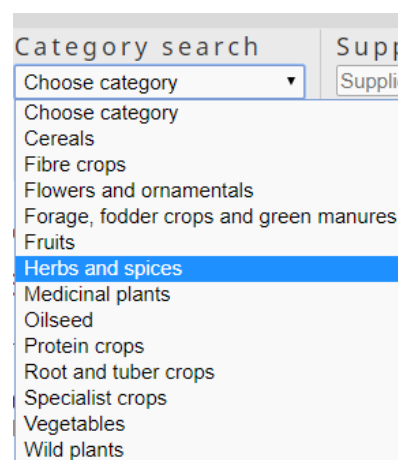 Category search
Supp
Choose category
Suppli
Choose category
Cereals
Fibre crops
Flowers and ornamentals
Forage, fodder crops and green manures
Fruits
Herbs and spices
Medicinal plants
Oilseed
Protein crops
Root and tuber crops
Specialist crops
Vegetables
Wild plants